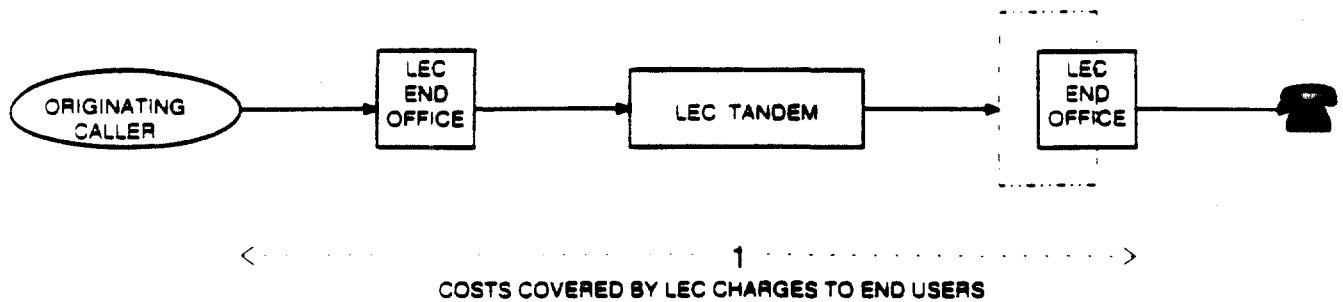 ORIGINATING
CALLER
LEC
END
OFFICE
LEC TANDEM
LEC
END
OFFICE
1
COSTS COVERED BY LEC CHARGES TO END USERS